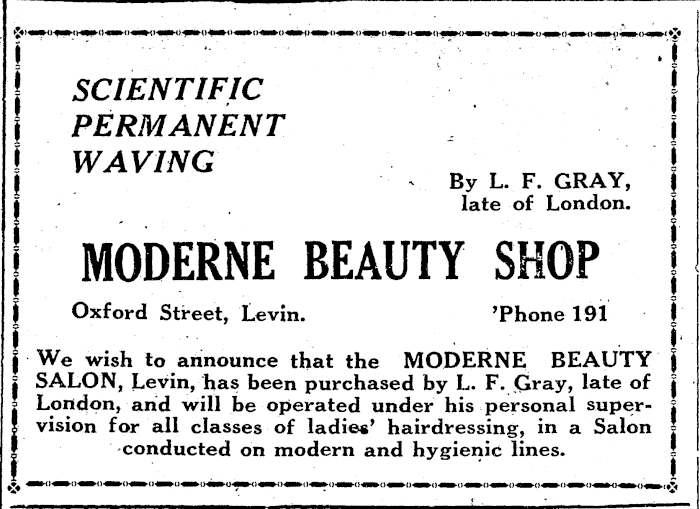 SCIENTIFIC
PERMANENT
WAVING
By L. F. GRAY,
late of London.
MODERNE BEAUTY SHOP
Oxford Street, Levin. 'Phone 191
We wish to announce that the MODERNE BEAUTY
SALON, Levin, has been purchased by L. F. Gray, late of
London, and will be operated under his personal super-
vision for all classes of ladies' hairdressing, in a Salon
conducted on modern and hygienic lines.